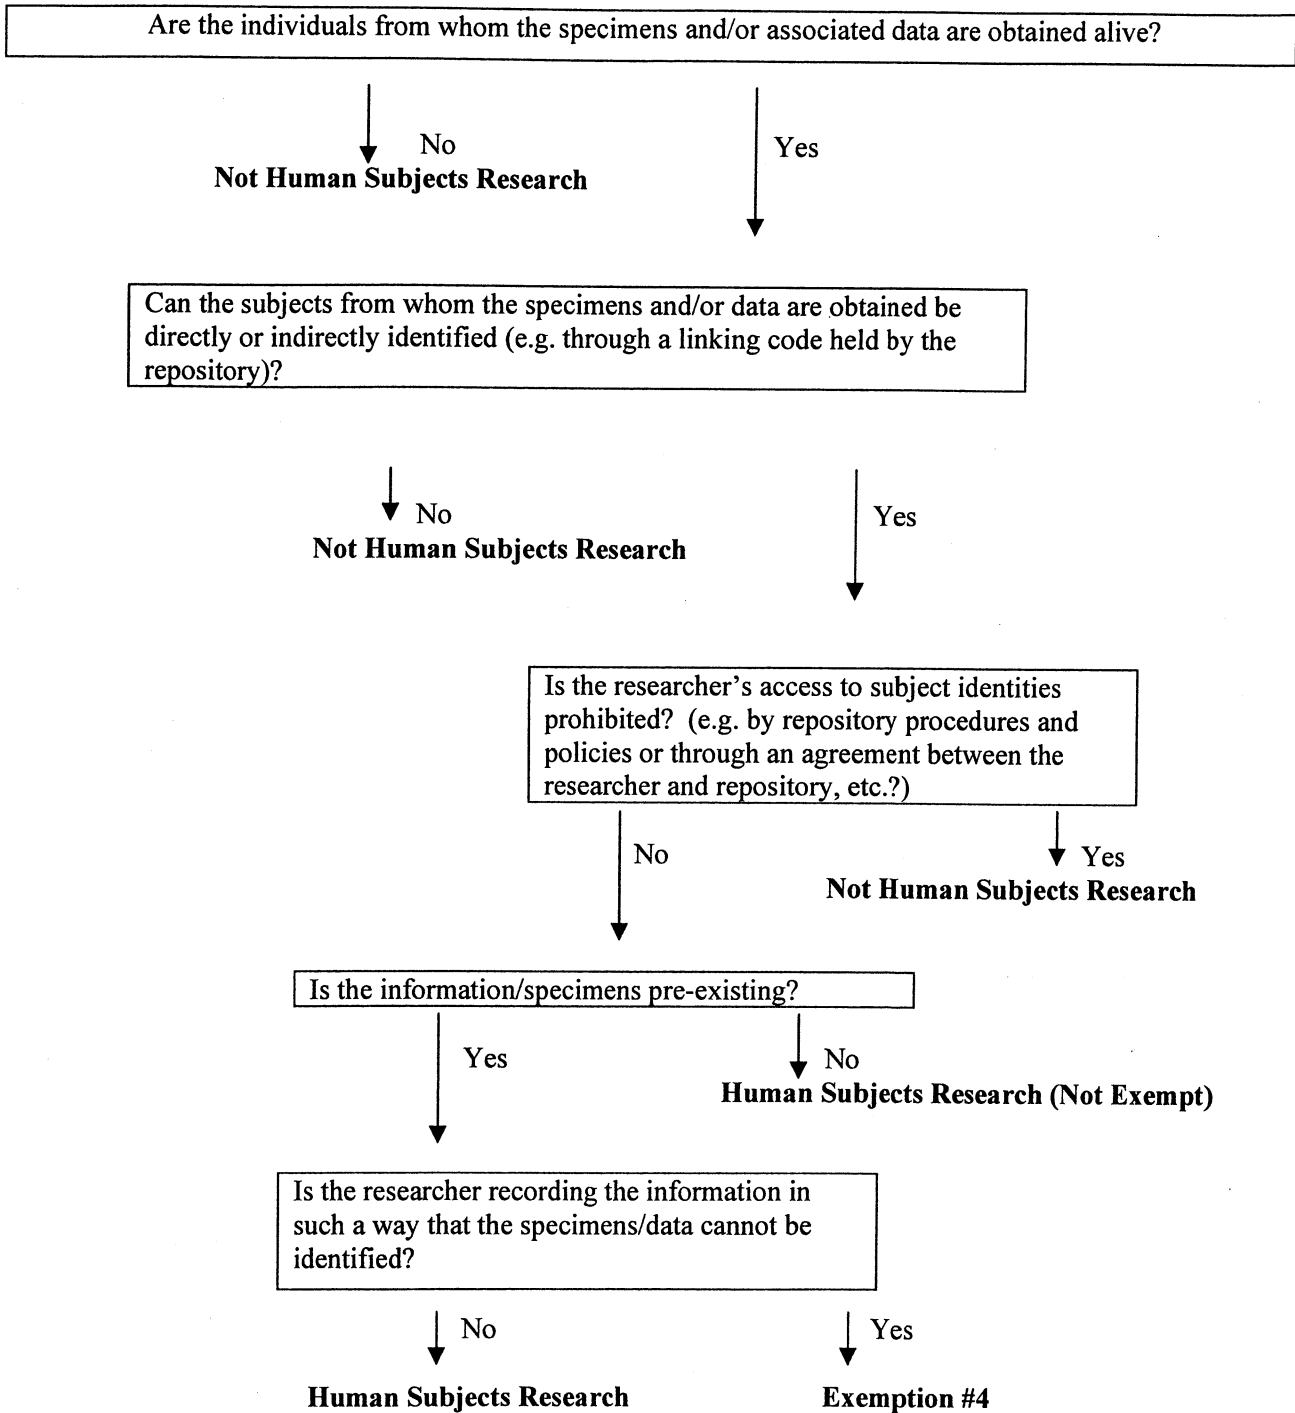 Are the individuals from whom the specimens and/or associated data are obtained alive?
No
Yes
Not Human Subjects Research
Can the subjects from whom the specimens and/or data are obtained be
directly or indirectly identified (e.g. through a linking code held by the
repository)?
No
Yes
Not Human Subjects Research
Is the researcher’s access to subject identities
prohibited? (e.g. by repository procedures and
policies or through an agreement between the
researcher and repository, etc.?)
No
Yes
Not Human Subjects Research
Is the information/specimens pre-existing?
Yes
No
Human Subjects Research (Not Exempt)
Is the researcher recording the information in
such a way that the specimens/data cannot be
identified?
No
Yes
Human Subjects Research
Exemption #4